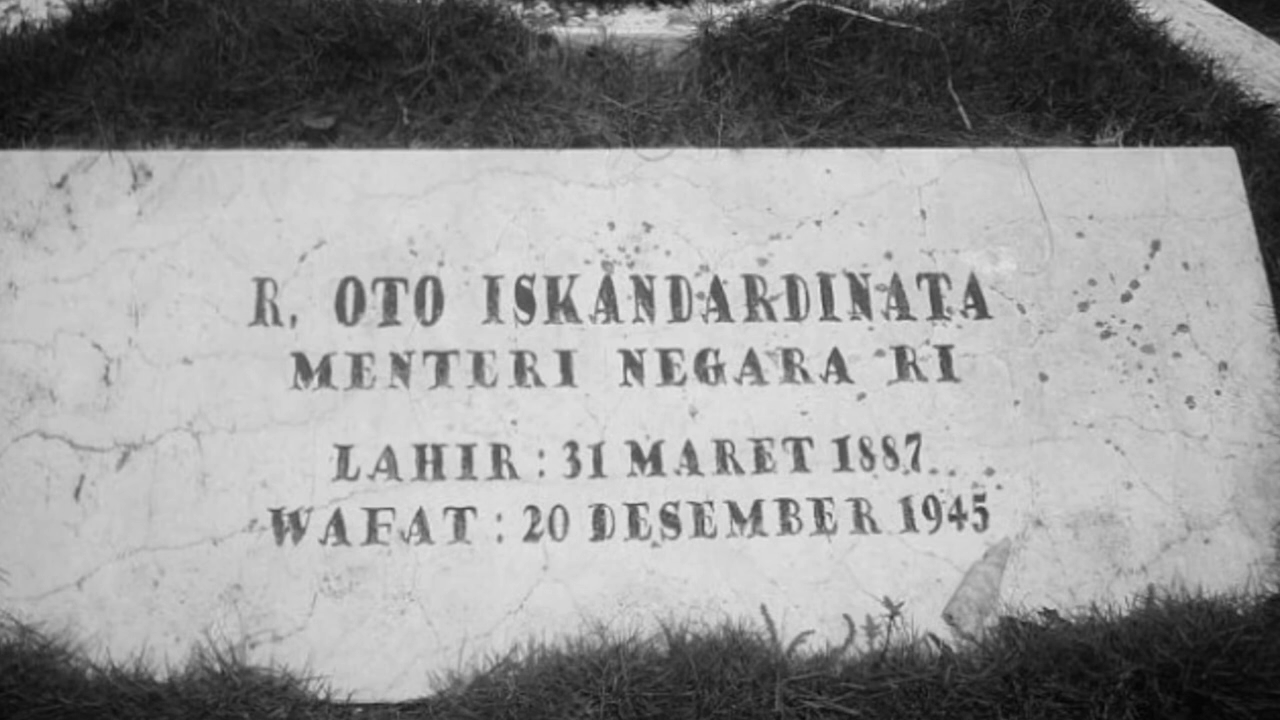 R. OTO ISKANDARDINATA
MENTERI NEGARA RI
LAHIR : 31 MARET 1887
WAFAT : 20 DESEMBER 1945